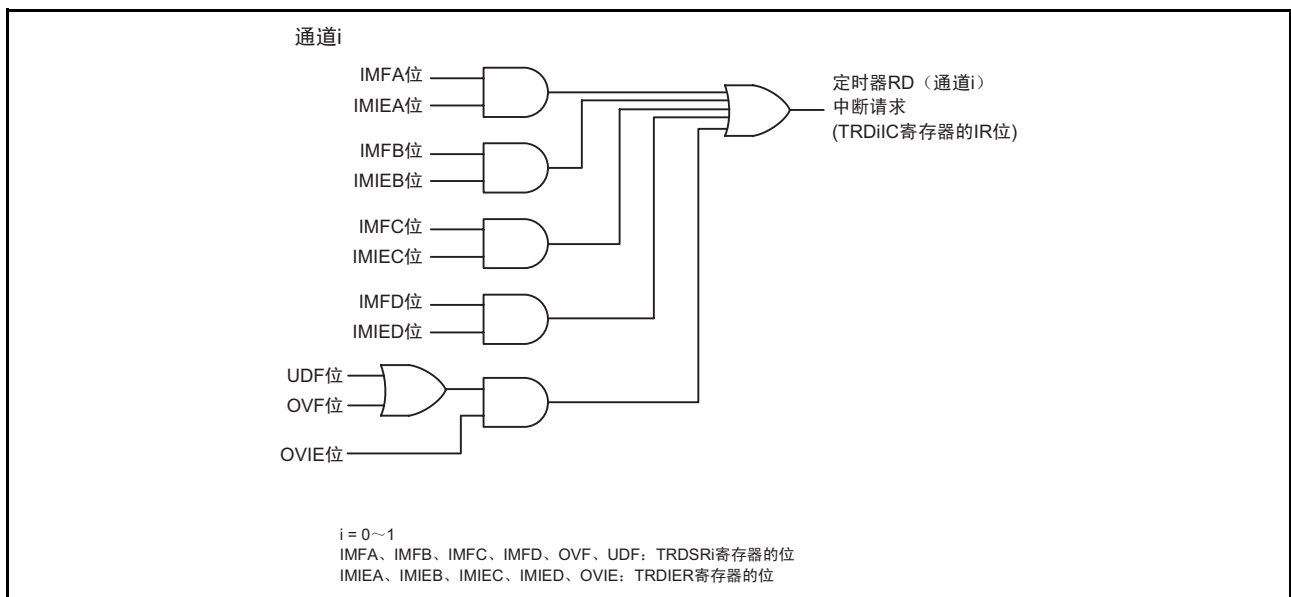 通道i
IMFA位
IMIEA位
IMFB位
IMIEB位
IMFC位
IMIEC位
IMFD位
IMIED位
UDF位
OVF位
OVIE位
定时器RD（通道i）
中断请求
(TRDiIC寄存器的IR位)
i = 0～1
IMFA、IMFB、IMFC、IMFD、OVF、UDF：TRDSRi寄存器的位
IMIEA、IMIEB、IMIEC、IMIED、OVIE：TRDIER寄存器的位